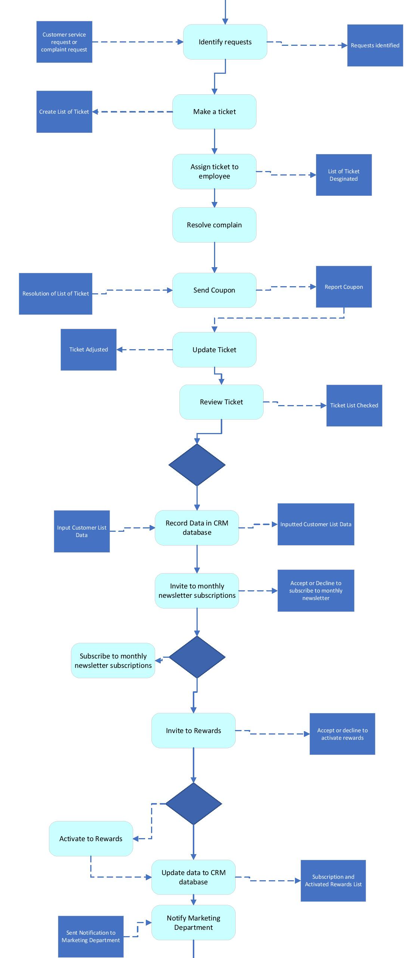 Customer service
request or
complaint request
Identify requests
Requests identified
Create List of Ticket
Make a ticket
Assign ticket to
employee
List of Ticket
Desginated
Resolve complain
Resolution of List of Ticket
Send Coupon
Report Coupon
Ticket Adjusted
Update Ticket
Review Ticket
Ticket List Checked
Input Customer List
Data
Record Data in CRM
database
Inputted Customer List Data
Invite to monthly
newsletter subscriptions
Accept or Decline to
subscribe to monthly
newsletter
Subscribe to monthly
newsletter subscriptions
Invite to Rewards
Accept or decline to
activate rewards
Activate to Rewards
Update data to CRM
database
Subscription and
Activated Rewards List
Sent Notification to
Marketing Department
Notify Marketing
Department